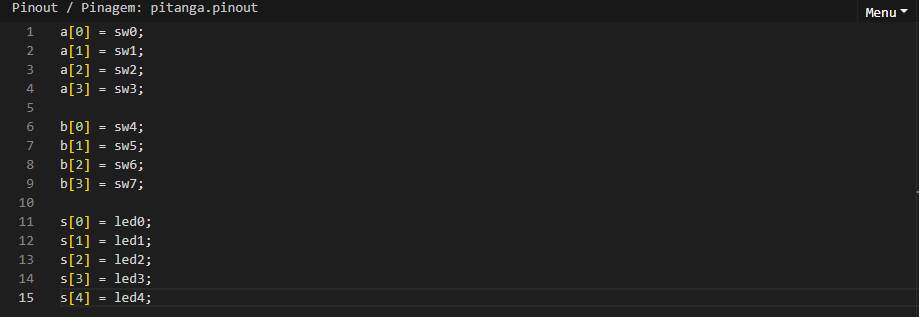 Pinout / Pinagem: pitanga.pinout
Menu
1 a[0] = sw0;
2 a[1] = sw1;
3 a[2] = sw2;
4 a[3] = sw3;
5
6 b[0] = sw4;
7 b[1] = sw5;
8 b[2] = sw6;
9 b[3] = sw7;
10
11 s[0] = led0;
12 s[1] = led1;
13 s[2] = led2;
14 s[3] = led3;
15 s[4] = led4;